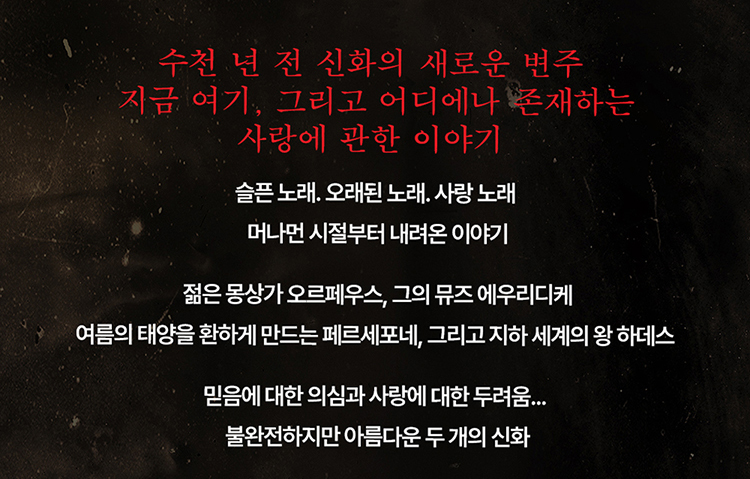 수천 년 전 신화의 새로운 변주
지금 여기, 그리고 어디에나 존재하는
사랑에 관한 이야기
슬픈 노래. 오래된 노래. 사랑 노래
머나먼 시절부터 내려온 이야기
젊은 몽상가 오르페우스, 그의 뮤즈 에우리디케
여름의 태양을 환하게 만드는 페르세포네, 그리고 지하 세계의 왕 하데스
믿음에 대한 의심과 사랑에 대한 두려움...
불완전하지만 아름다운 두 개의 신화